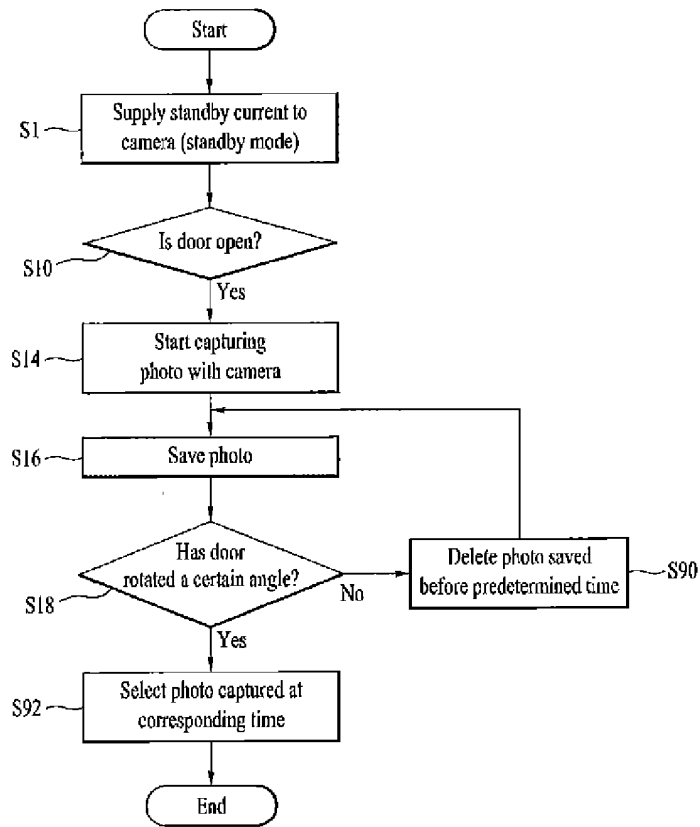 Start
S1
Supply standby current to
camera (standby mode)
S10
Is door open?
Yes
S14
Start capturing
photo with camera
S16
Save photo
S18
Has door
rotated a certain angle?
No
Delete photo saved
before predetermined time
S90
Yes
S92
Select photo captured at
corresponding time
End